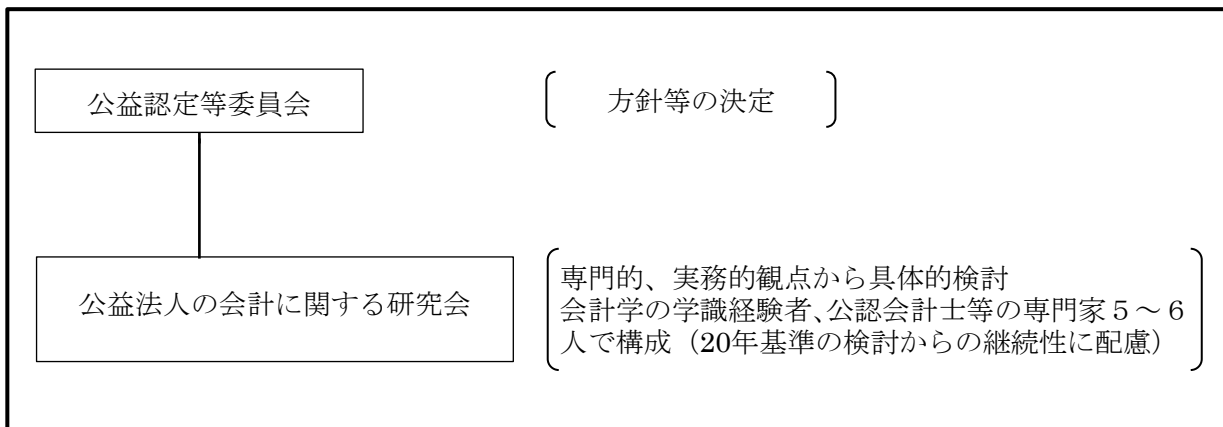 公益認定等委員会
方針等の決定
公益法人の会計に関する研究会
専門的、実務的観点から具体的検討
会計学の学識経験者、公認会計士等の専門家５～６
人で構成（20年基準の検討からの継続性に配慮）